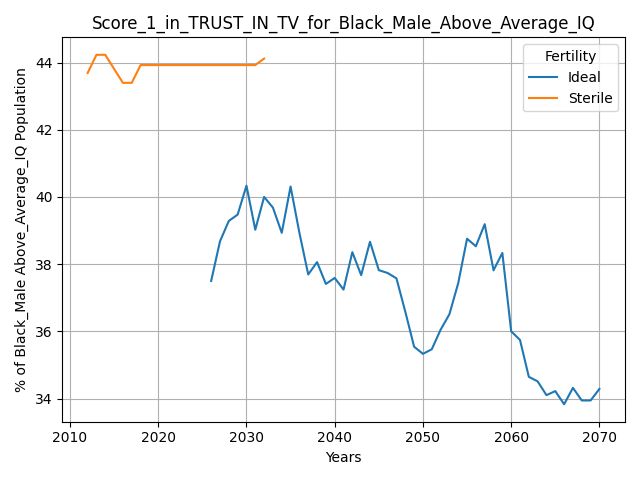 Score_1_in_TRUST_IN_TV_for_Black_Male_Above_Average_IQ
% of Black_Male Above_Average_IQ Population
44
42
40
38
36
34
Fertility
Ideal
Sterile
2010 2020 2030 2040 2050 2060 2070
Years